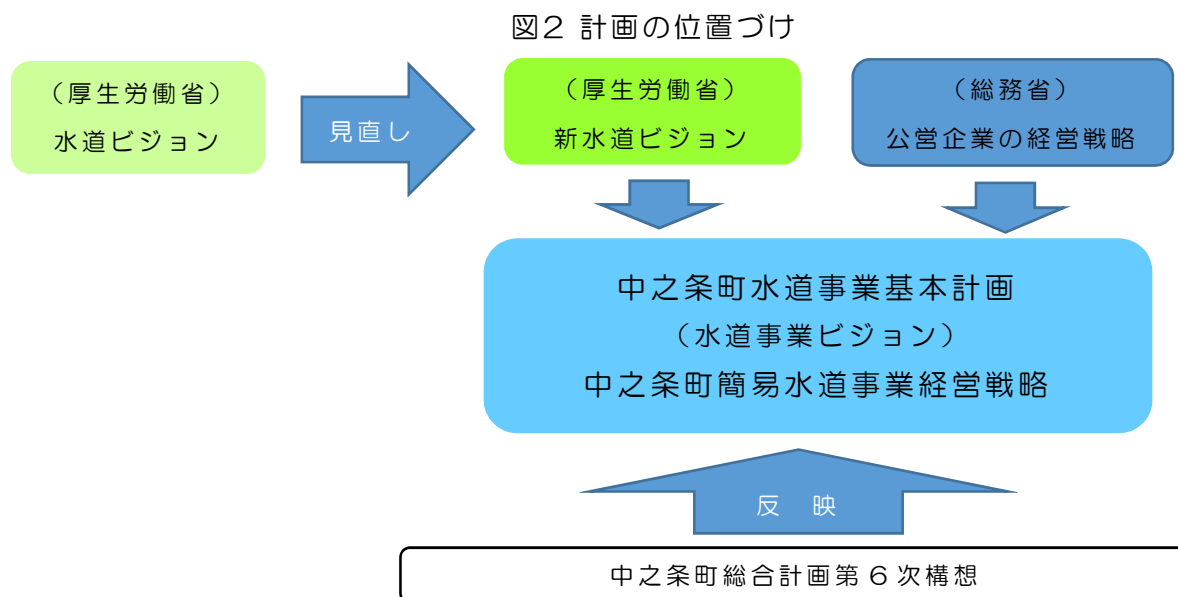 図2 計画の位置づけ
（厚生労働省）
水道ビジョン
見直し
（厚生労働省）
新水道ビジョン
（総務省）
公営企業の経営戦略
中之条町水道事業基本計画
（水道事業ビジョン）
中之条町簡易水道事業経営戦略
反　映
中之条町総合計画第６次構想